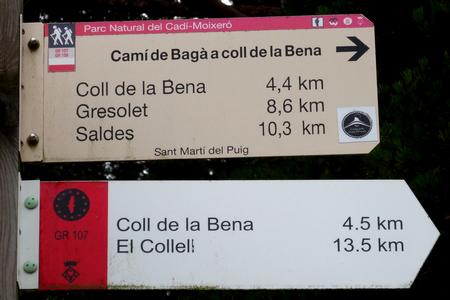 Parc Natural del Cadí-Moixeró
Camí de Bagà a coll de la Bena
Coll de la Bena 4,4 km
Gresolet 8,6 km
Saldes 10,3 km
Sant Martí del Puig
GR 107
Coll de la Bena 4.5 km
El Collell 13.5 km